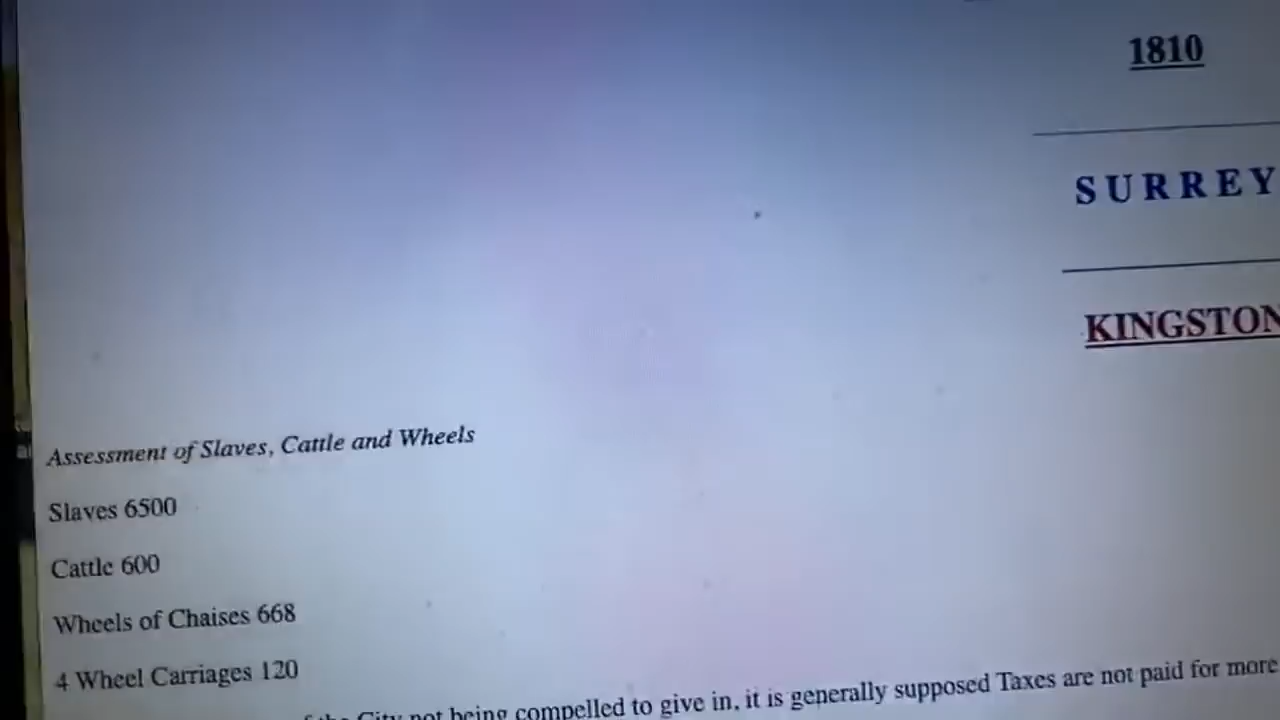 1810
SURREY
KINGSTON
Assessment of Slaves, Cattle and Wheels
Slaves 6500
Cattle 600
Wheels of Chaises 668
4 Wheel Carriages 120
the City not being compelled to give in, it is generally supposed Taxes are not paid for more